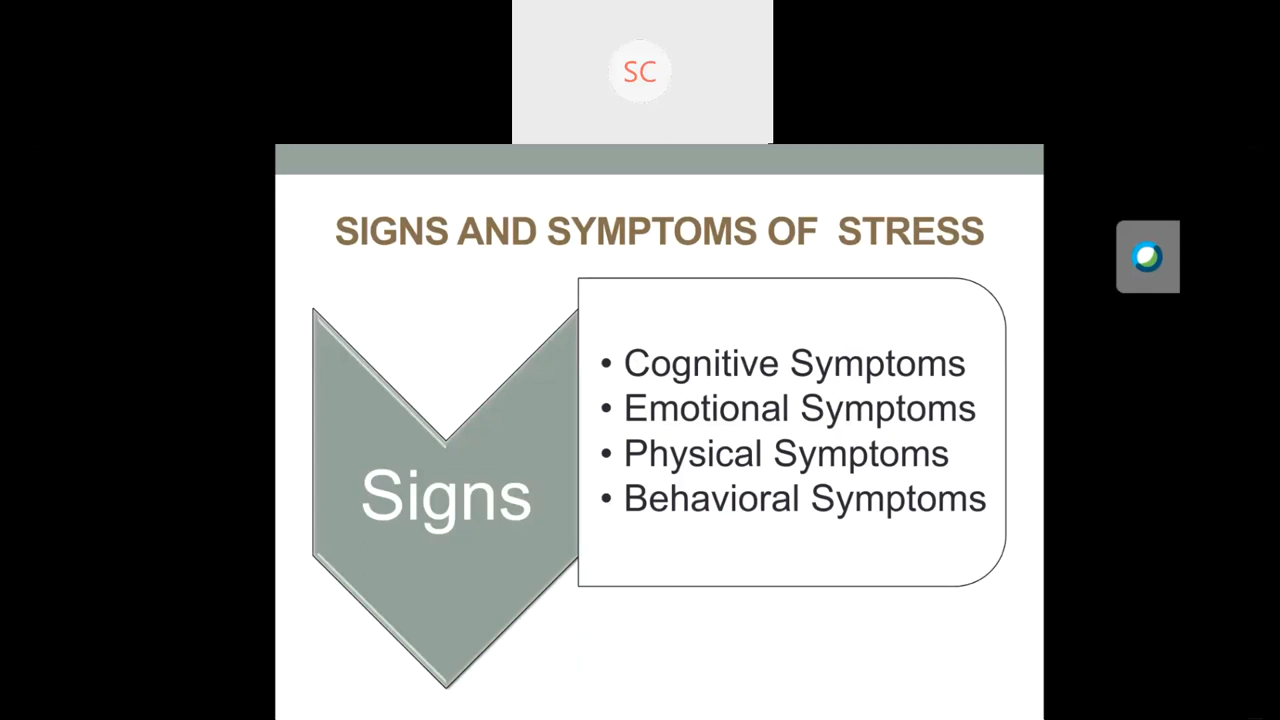 SC
SIGNS AND SYMPTOMS OF  STRESS
Signs
• Cognitive Symptoms
• Emotional Symptoms
• Physical Symptoms
• Behavioral Symptoms